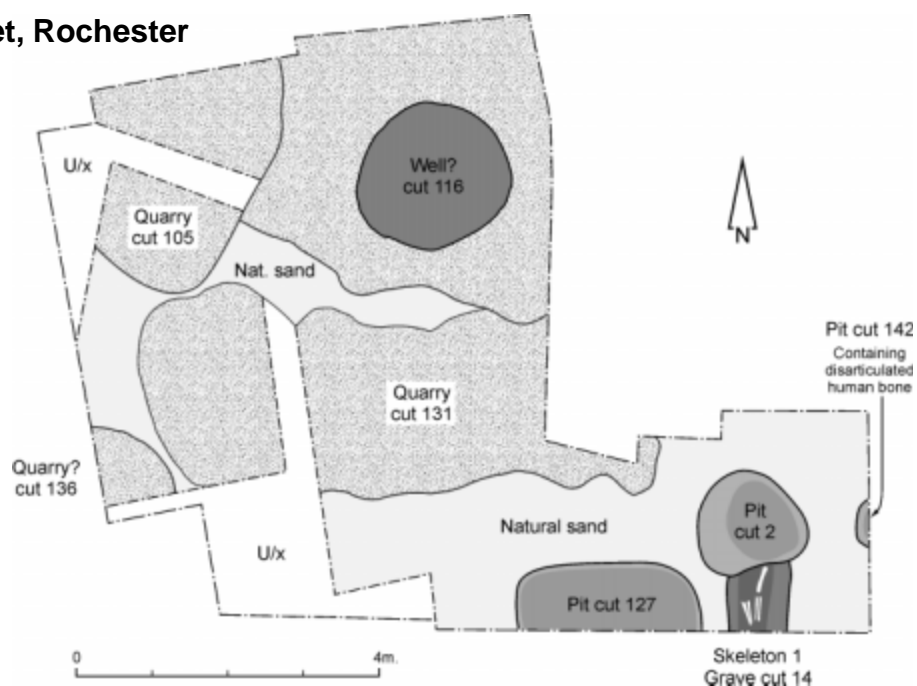 et, Rochester
U/x
Well?
cut 116
Quarry
cut 105
N
Nat. sand
Pit cut 142
Containing
disarticulated
human bone
Quarry
cut 131
Quarry?
cut 136
Pit
cut 2
Natural sand
U/x
Pit cut 127
0
4m.
Skeleton 1
Grave cut 14